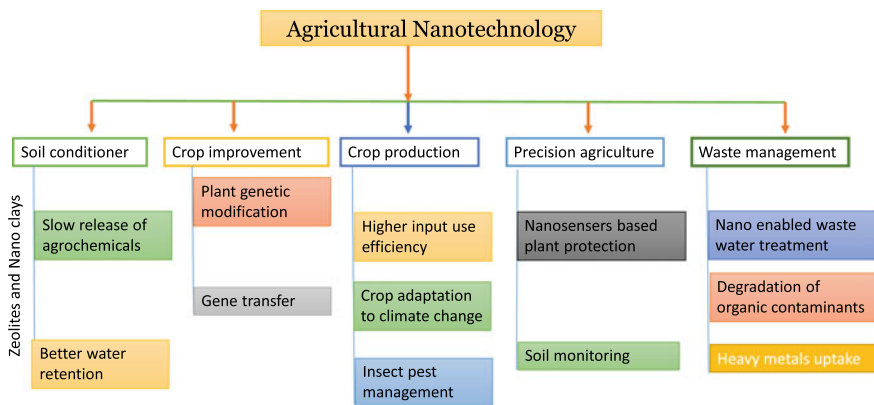 Agricultural Nanotechnology
Soil conditioner
Crop improvement
Crop production
Precision agriculture
Waste management
Zeolites and Nano clays
Slow release of
agrochemicals
Better water
retention
Plant genetic
modification
Gene transfer
Higher input use
efficiency
Crop adaptation
to climate change
Insect pest
management
Nanosensers based
plant protection
Soil monitoring
Nano enabled waste
water treatment
Degradation of
organic contaminants
Heavy metals uptake